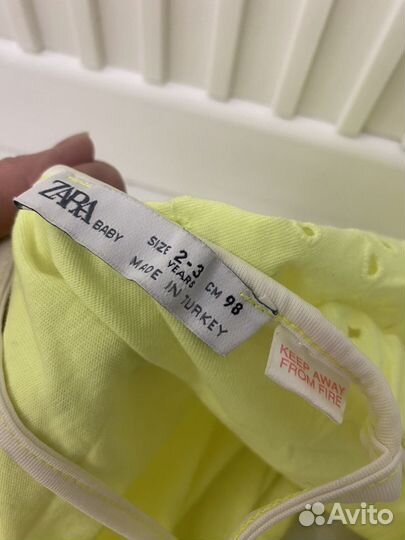 ZARA BABY
SIZE 2-3 CM 98
YEARS
MADE IN TURKEY
KEEP AWAY
FROM FIRE
Avito